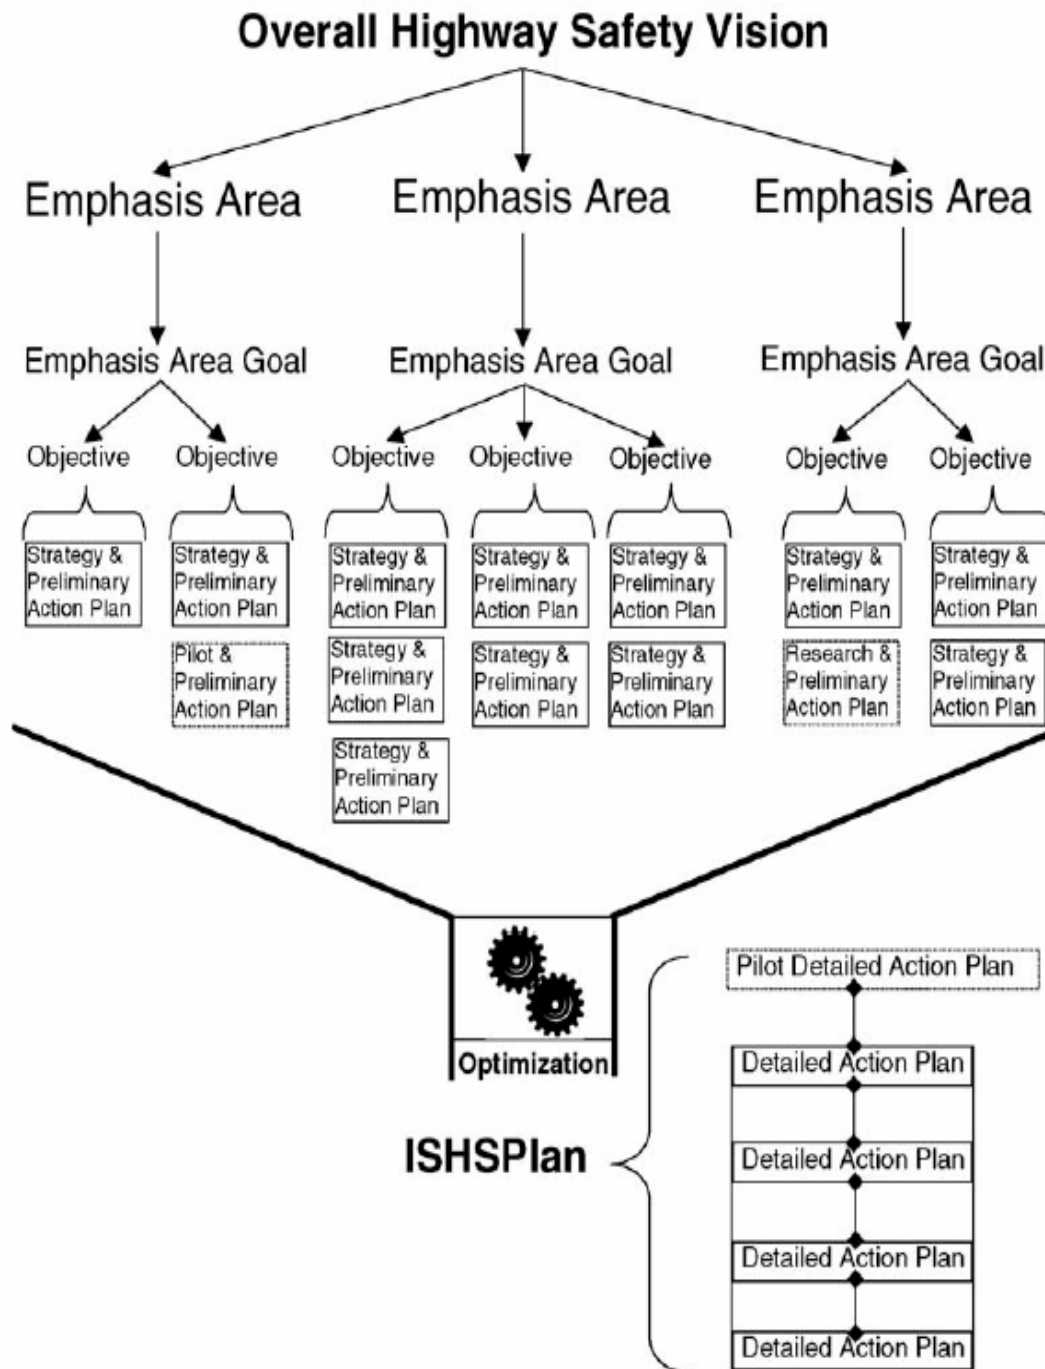 Overall Highway Safety Vision
Emphasis Area
Emphasis Area
Emphasis Area
Emphasis Area Goal
Emphasis Area Goal
Emphasis Area Goal
Objective
Objective
Objective
Objective
Objective
Objective
Objective
Strategy &
Preliminary
Action Plan
Strategy &
Preliminary
Action Plan
Strategy &
Preliminary
Action Plan
Strategy &
Preliminary
Action Plan
Strategy &
Preliminary
Action Plan
Strategy &
Preliminary
Action Plan
Strategy &
Preliminary
Action Plan
Pilot &
Preliminary
Action Plan
Strategy &
Preliminary
Action Plan
Strategy &
Preliminary
Action Plan
Strategy &
Preliminary
Action Plan
Research &
Preliminary
Action Plan
Strategy &
Preliminary
Action Plan
Strategy &
Preliminary
Action Plan
Optimization
ISHSPlan
Pilot Detailed Action Plan
Detailed Action Plan
Detailed Action Plan
Detailed Action Plan
Detailed Action Plan